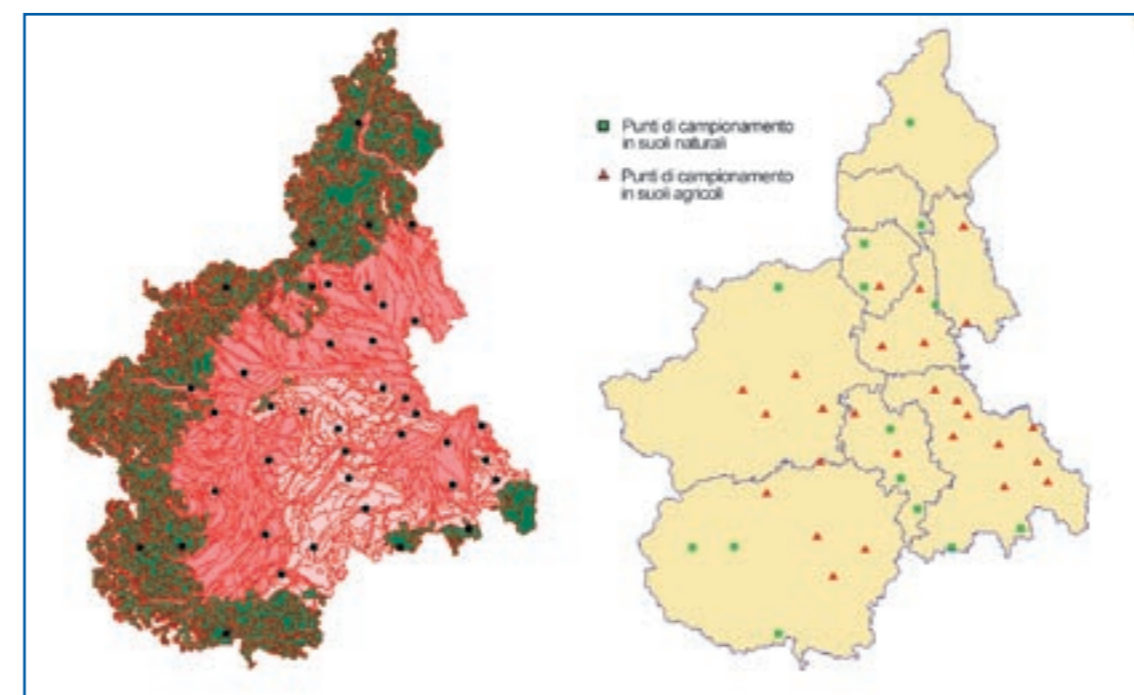 Punti di campionamento
in suoli naturali
Punti di campionamento
in suoli agricoli